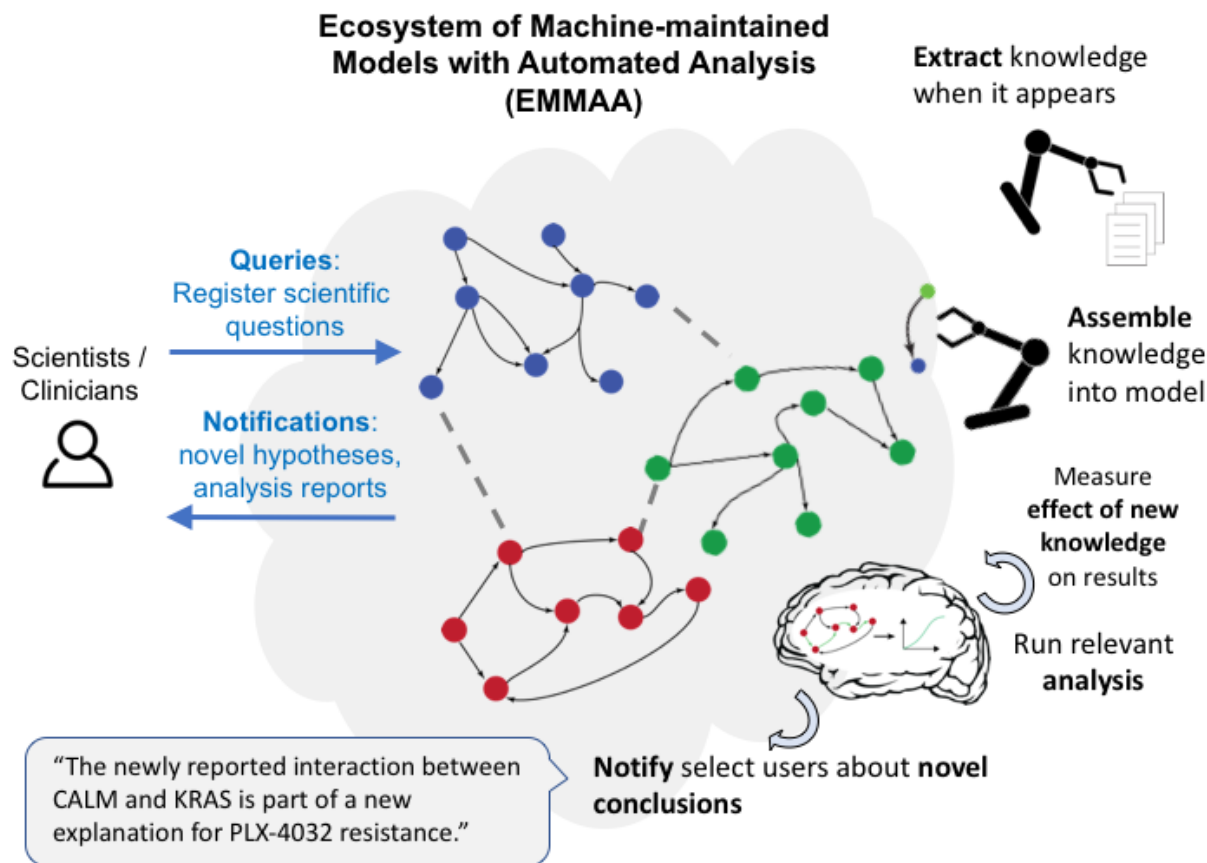 Ecosystem of Machine-maintained
Models with Automated Analysis
(EMMAA)
Extract knowledge
when it appears
Queries:
Register scientific
questions
Scientists /
Clinicians
Notifications:
novel hypotheses,
analysis reports
Assemble
knowledge
into model
Measure
effect of new
knowledge
on results
Run relevant
analysis
Notify select users about novel
conclusions
“The newly reported interaction between
CALM and KRAS is part of a new
explanation for PLX-4032 resistance.”